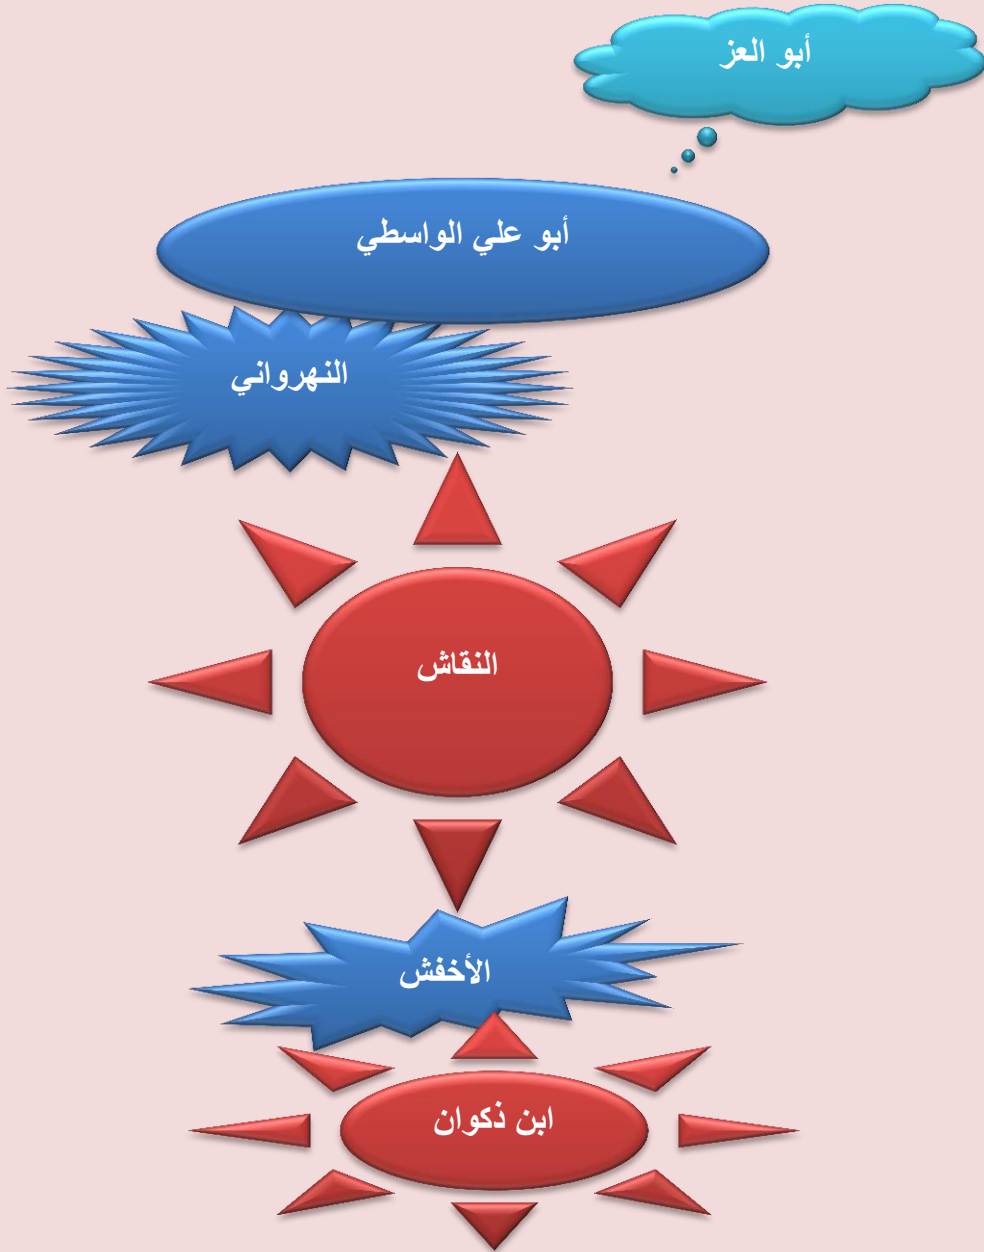 أبو العز
أبو علي الواسطي
النهرواني
النقاش
الأخفش
ابن ذكوان